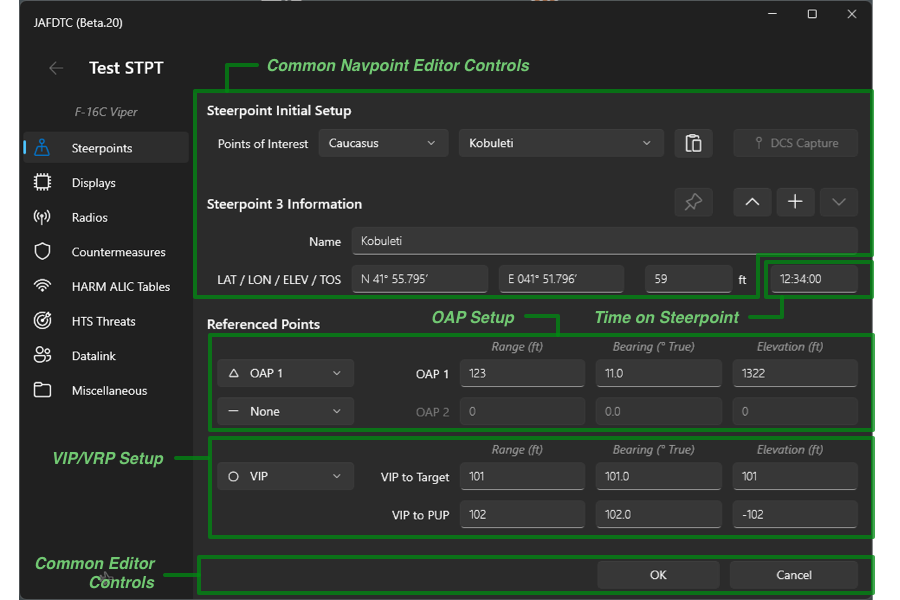 JAFDTC (Beta.20)
Test STPT
Common Navpoint Editor Controls
F-16C Viper
Steerpoints
Displays
Radios
Countermeasures
HARM ALIC Tables
HTS Threats
Datalink
Miscellaneous
Steerpoint Initial Setup
Points of Interest Caucasus Kobuleti DCS Capture
Steerpoint 3 Information
Name Kobuleti
LAT / LON / ELEV / TOS N 41° 55.795’ E 041° 51.796’ 59 ft 12:34:00
Referenced Points OAP Setup Time on Steerpoint
Range (ft) Bearing (° True) Elevation (ft)
OAP 1 OAP 1 123 11.0 1322
None OAP 2 0 0.0 0
VIP/VRP Setup
Range (ft) Bearing (° True) Elevation (ft)
VIP VIP to Target 101 101.0 101
VIP to PUP 102 102.0 -102
Common Editor
Controls
OK Cancel